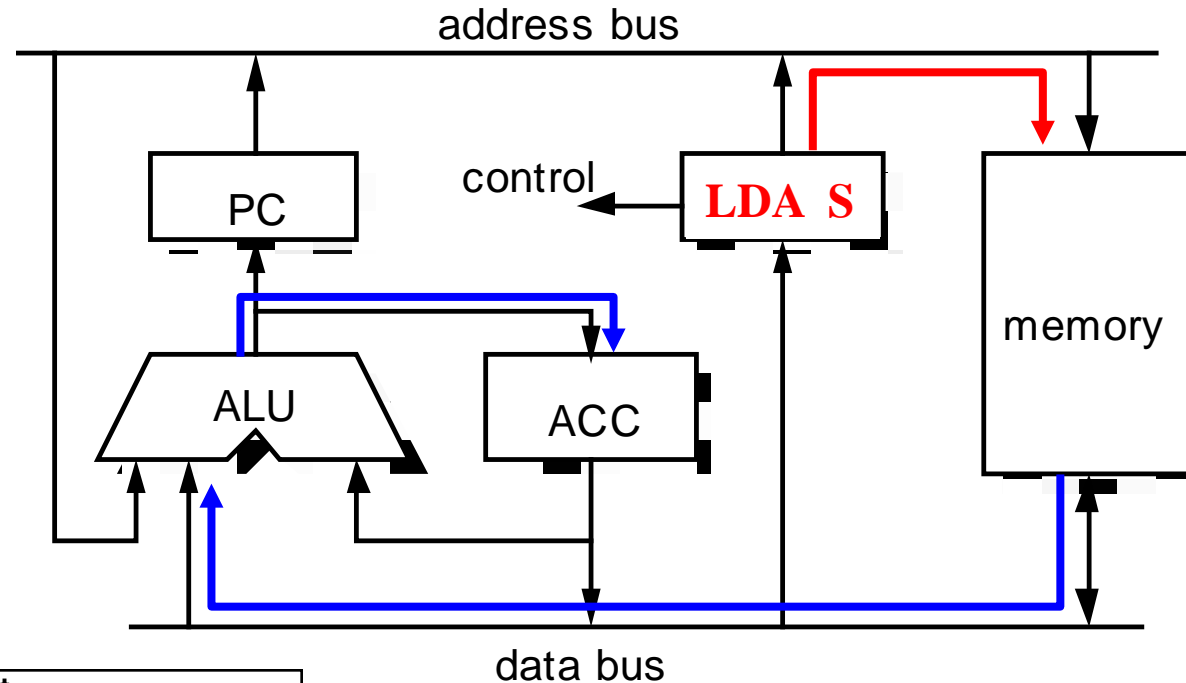 address bus
control
PC
LDA S
memory
ALU
ACC
data bus